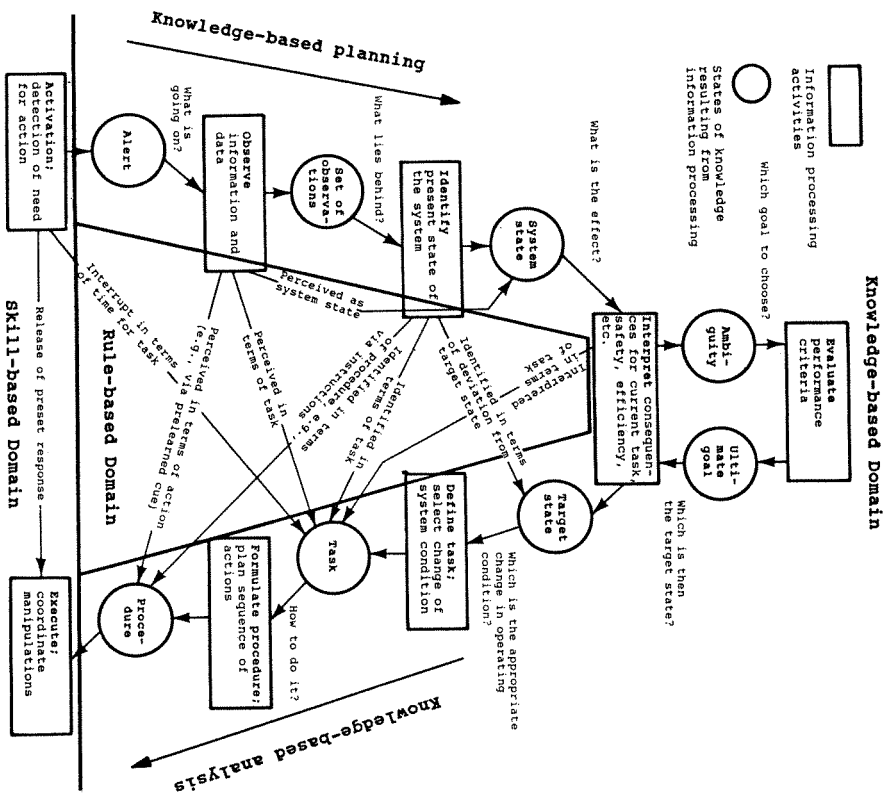 Knowledge-based Domain
Information processing
activities
States of knowledge
resulting from
information processing
Evaluate
performance
criteria
Which goal to choose?
Ambi-
guity
Ulti-
mate
goal
What is the effect?
Interpret consequen-
ces for current task,
safety, efficiency,
etc.
Which is then
the target state?
System
state
Target
state
What lies behind?
Identify
present state of
the system
Which is the appropriate
change in operating
condition?
Define task;
select change of
system condition
Set of
observa-
tions
Task
What is
going on?
Observe
information and
data
How to do it?
Formulate procedure;
plan sequence of
actions
Alert
Proce-
dure
Activation;
detection of need
for action
Execute;
coordinate
manipulations
Knowledge-based planning
Knowledge-based analysis
Perceived as
system state
Interpreted
in terms
of task
Identified in terms
of deviation from
target state
Identified in
terms of task
Identified in terms
of procedure, e.g.,
via instructions
Perceived in
terms of task
Perceived in terms of action
(e.g., via prelearned cue)
Interrupt in terms
of time for task
Release of preset response
Rule-based Domain
Skill-based Domain